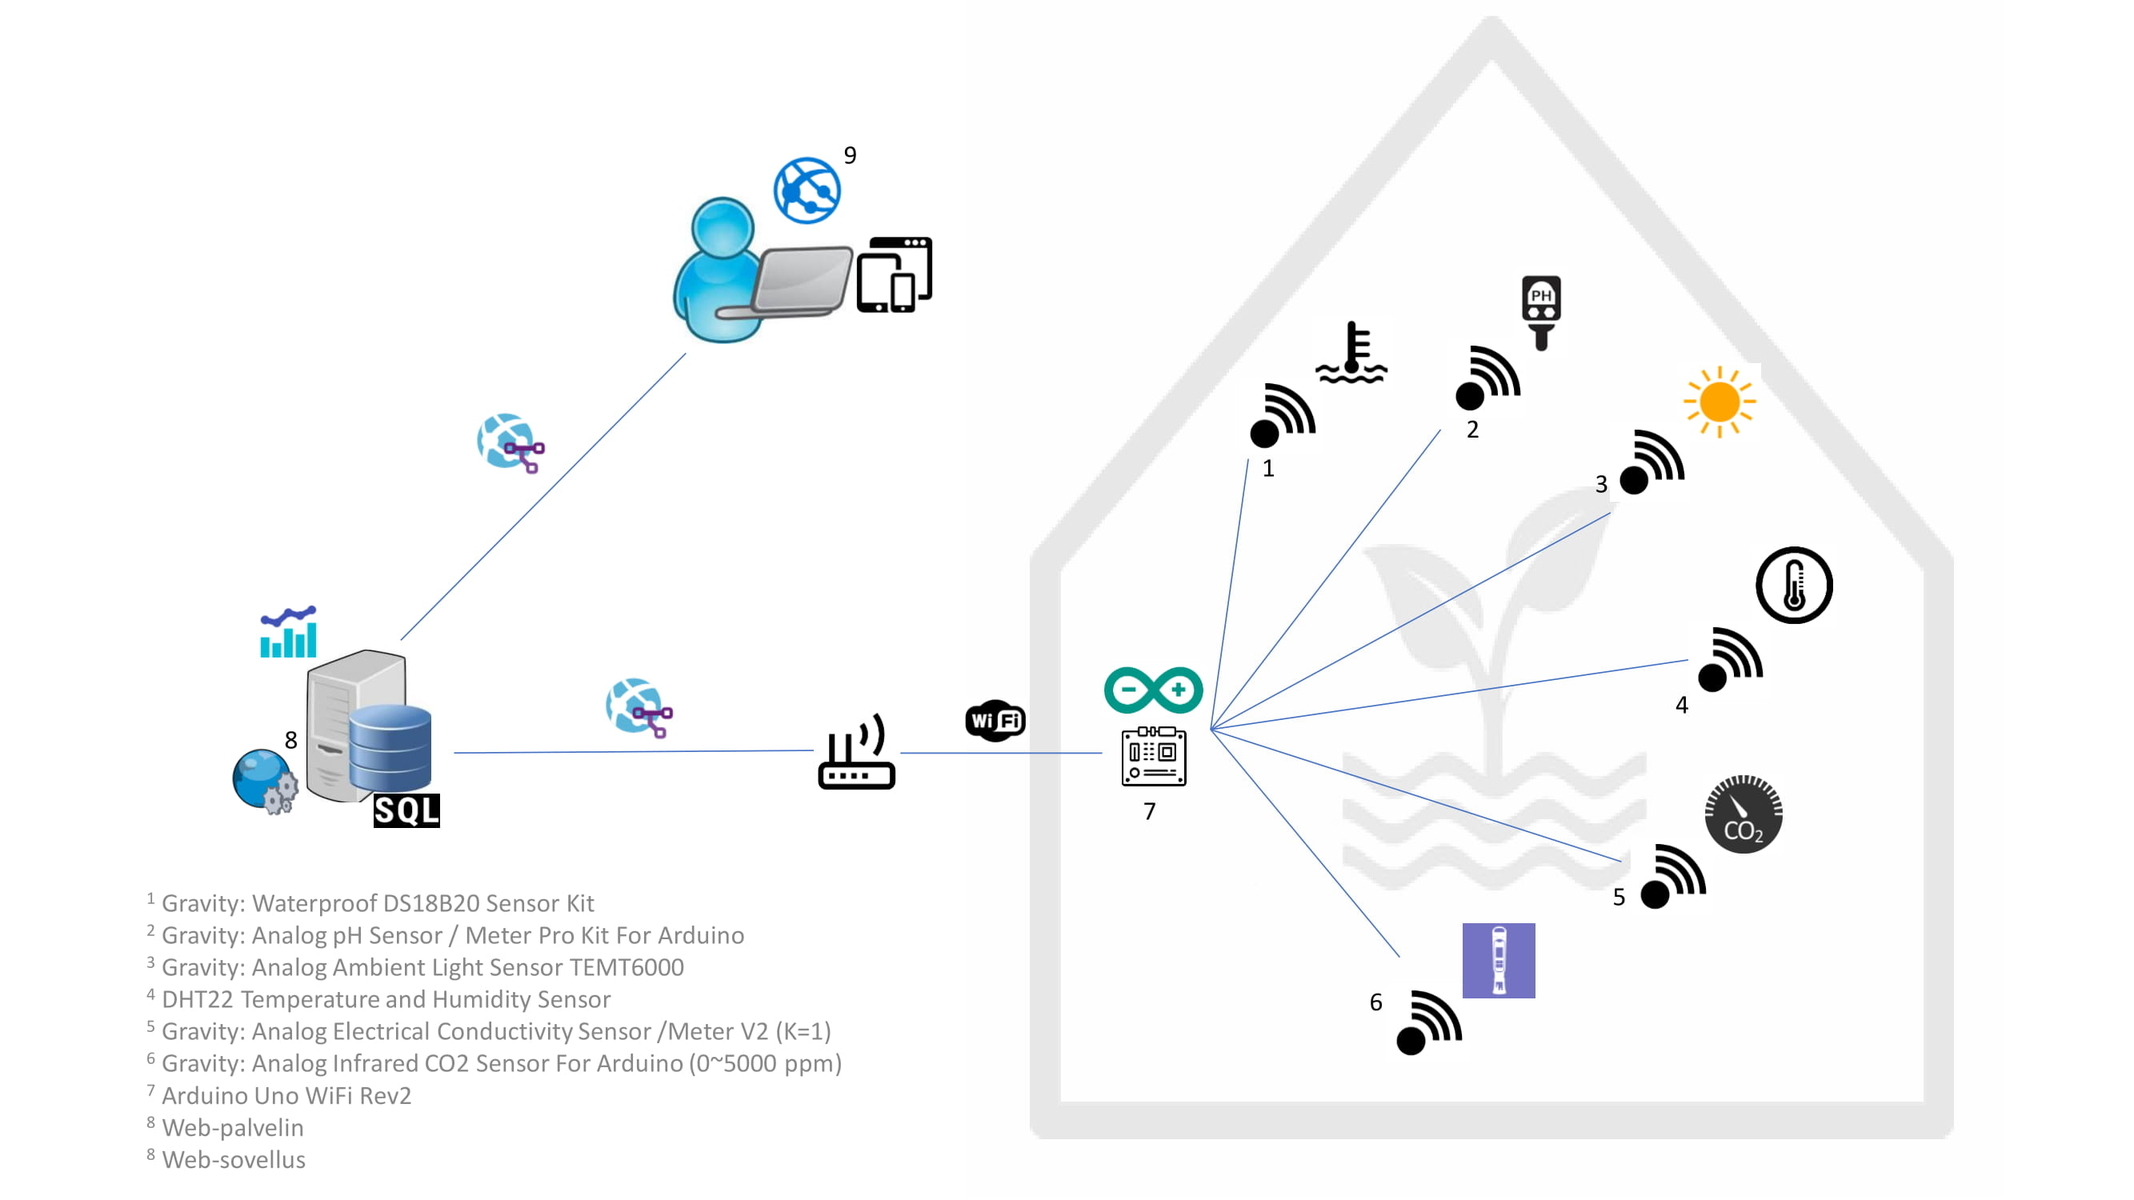 9
PH
2
1
3
4
8
SQL
Wi Fi
7
CO2
5
6
1 Gravity: Waterproof DS18B20 Sensor Kit
2 Gravity: Analog pH Sensor / Meter Pro Kit For Arduino
3 Gravity: Analog Ambient Light Sensor TEMT6000
4 DHT22 Temperature and Humidity Sensor
5 Gravity: Analog Electrical Conductivity Sensor /Meter V2 (K=1)
6 Gravity: Analog Infrared CO2 Sensor For Arduino (0~5000 ppm)
7 Arduino Uno WiFi Rev2
8 Web-palvelin
8 Web-sovellus